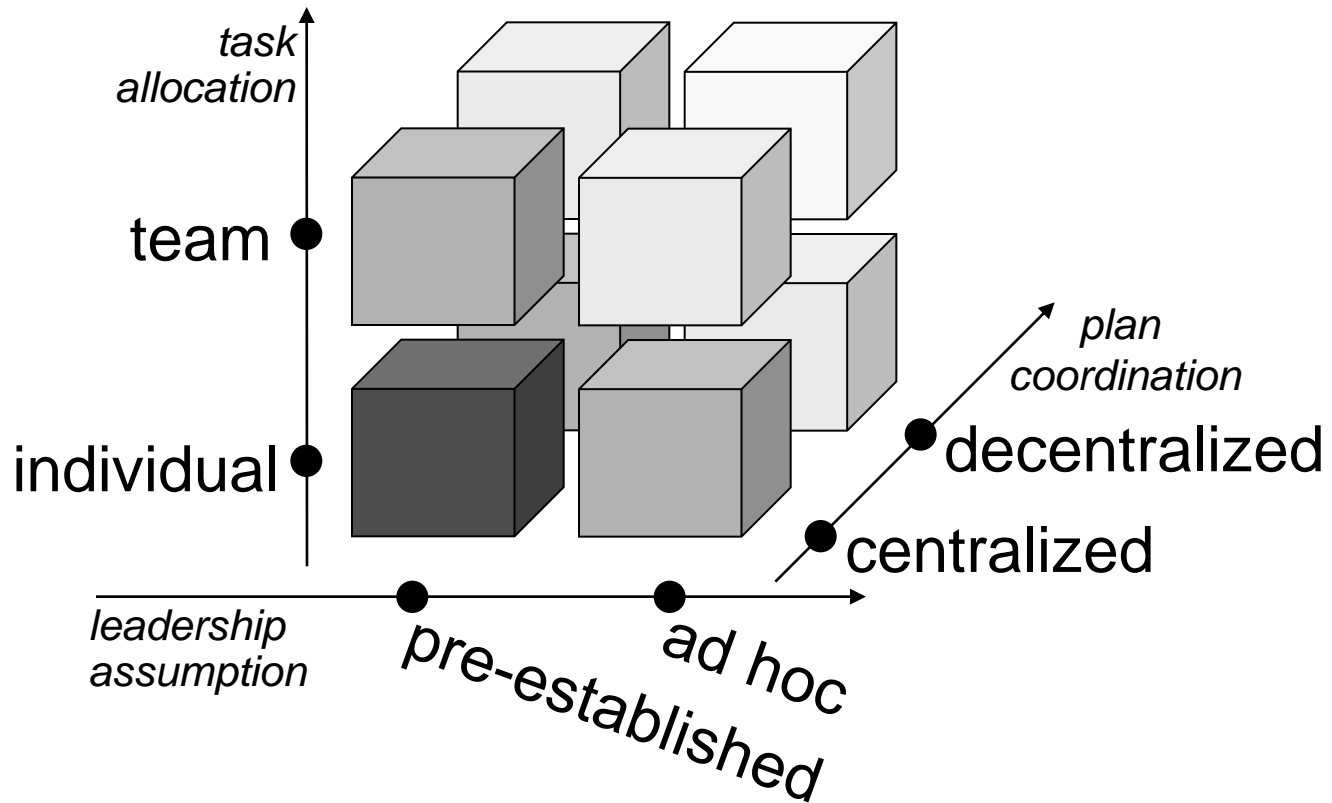 task
allocation
team
individual
plan
coordination
decentralized
centralized
leadership
assumption
pre-established
ad hoc